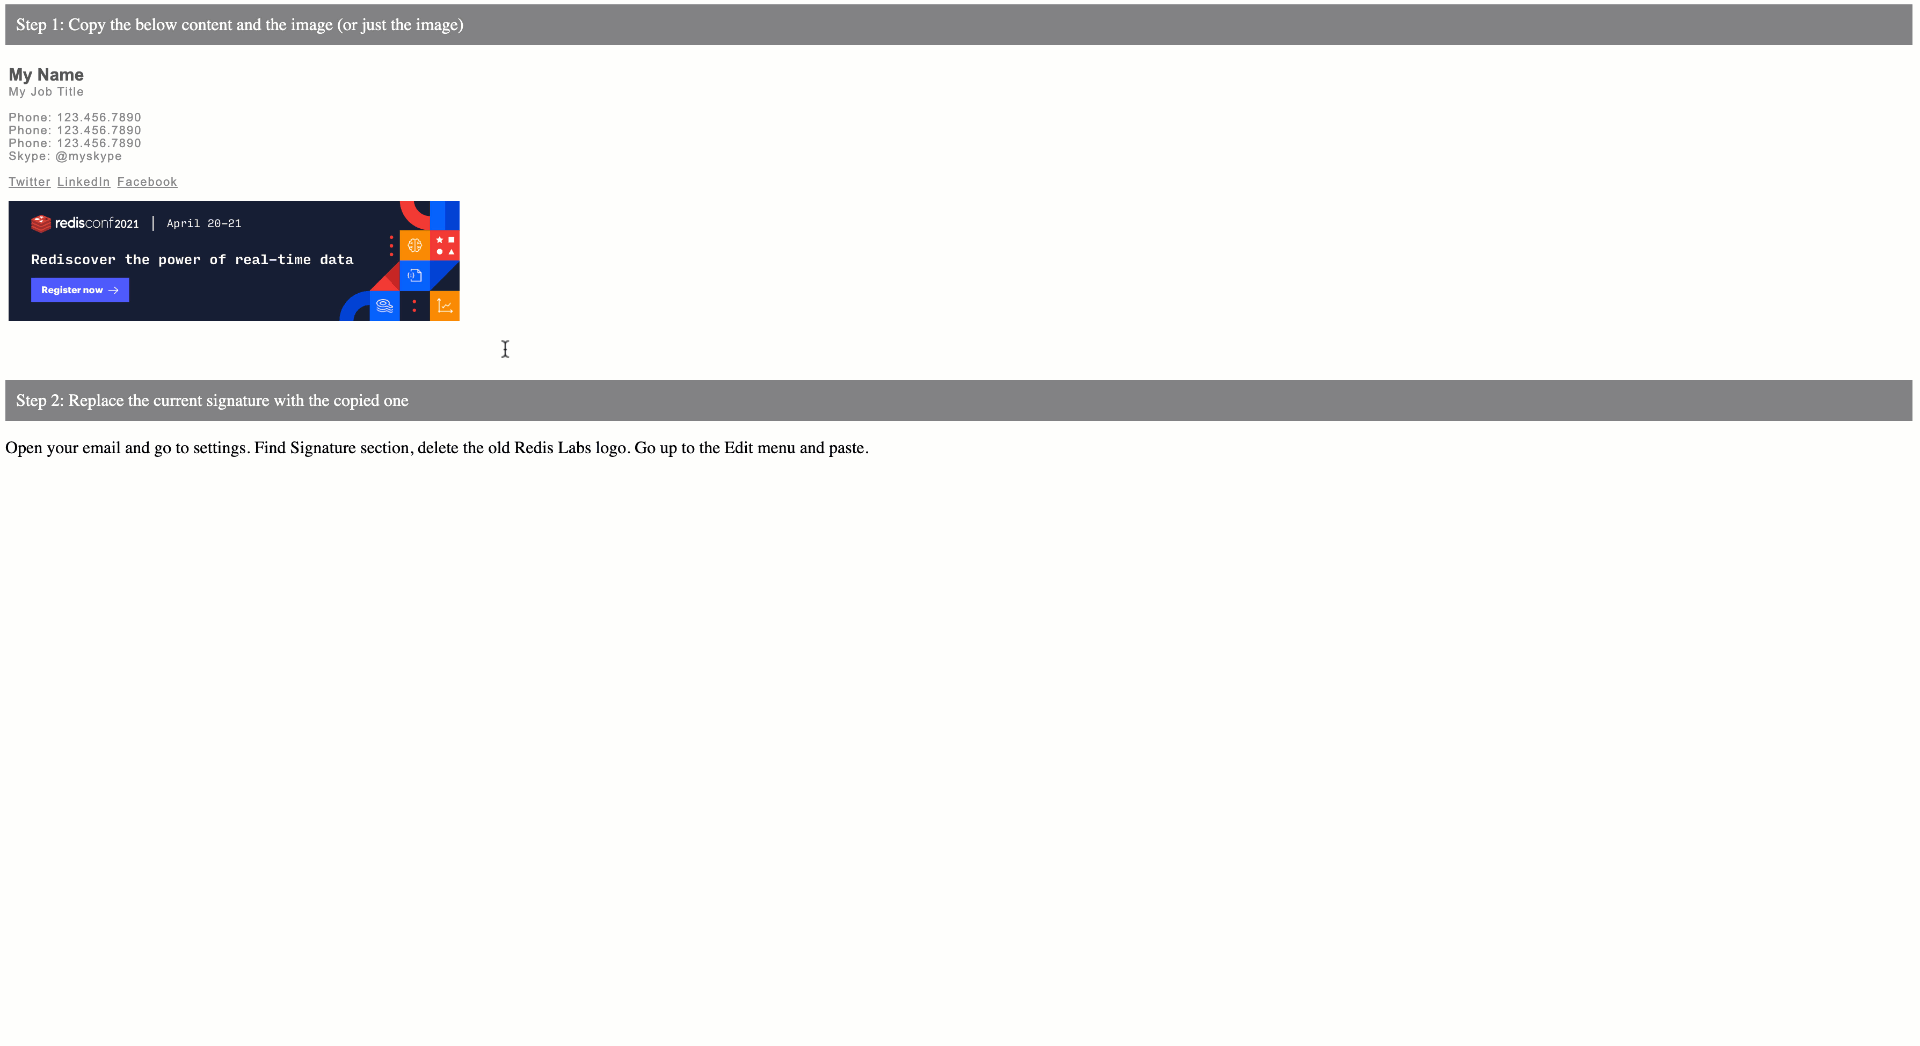 Step 1: Copy the below content and the image (or just the image)
My Name
My Job Title
Phone: 123.456.7890
Phone: 123.456.7890
Phone: 123.456.7890
Skype: @myskype
Twitter LinkedIn Facebook
redisconf2021 | April 20-21
Rediscover the power of real-time data
Register now →
Step 2: Replace the current signature with the copied one
Open your email and go to settings. Find Signature section, delete the old Redis Labs logo. Go up to the Edit menu and paste.